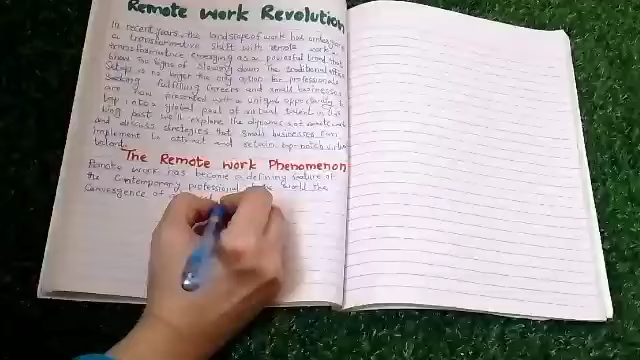 Remote Work Revolution
In recent years, the landscape of work has undergone
a transformative shift with remote work
transformative emerging as a powerful trend that
show no signs of slowing down. The traditional office
Setup is no longer the only option for professionals
Seeking fulfilling careers and small businesses
are now presented with a unique opportunity to
tap into a global pool of virtual talent in this
blog post we'll explore the dynamics of remote work
and discuss strategies that small businesses can
implement to attract and retain top-notch virtual
talent.
The Remote Work Phenomenon
Remote work has become a defining feature of
the Contemporary professional world the
Convergence of